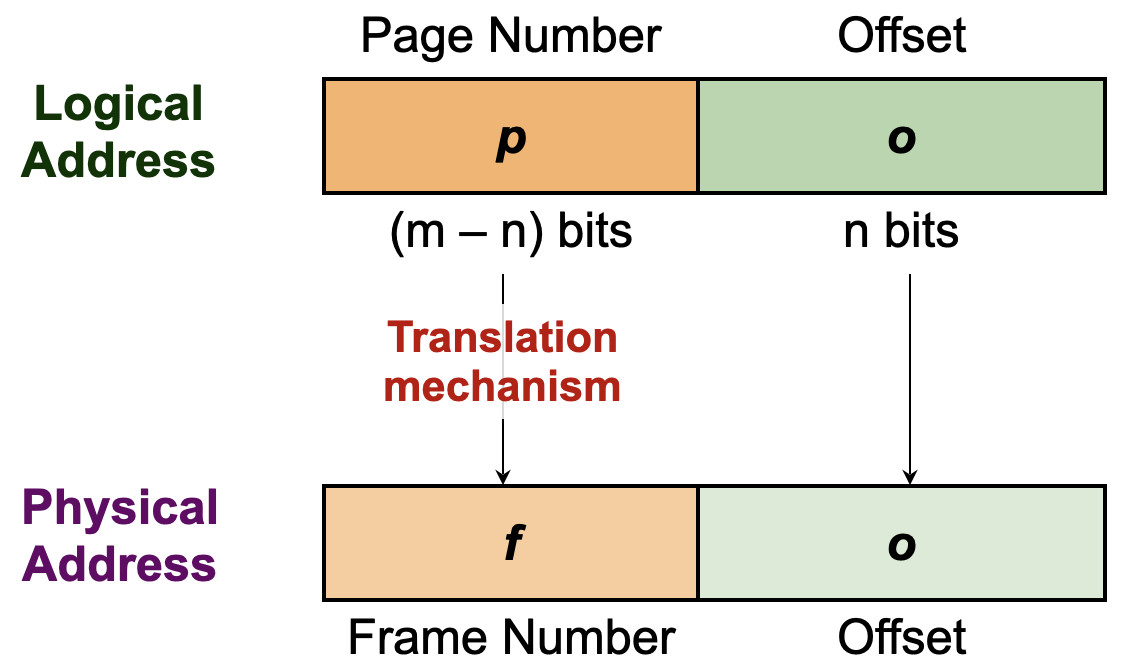 Page Number
Offset
Logical
Address
p
o
(m – n) bits
n bits
Translation
mechanism
Physical
Address
f
o
Frame Number
Offset